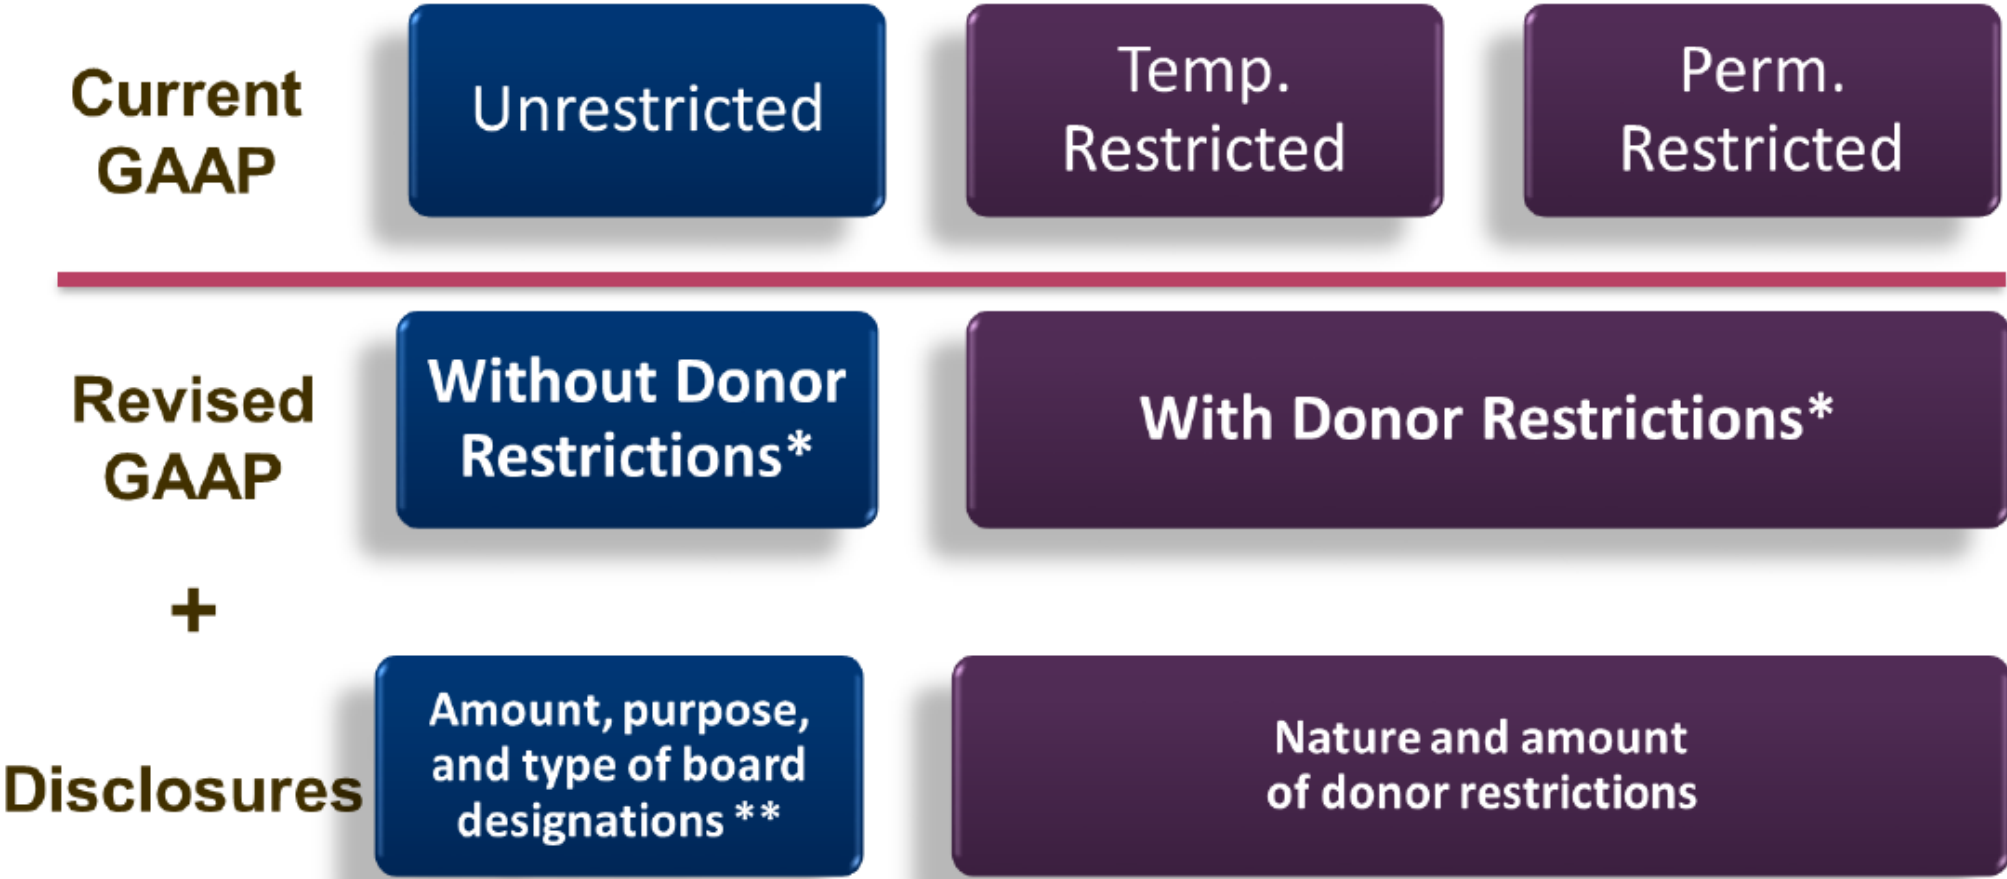 Current
GAAP
Unrestricted
Temp.
Restricted
Perm.
Restricted
Revised
GAAP
Without Donor
Restrictions*
With Donor Restrictions*
+
Disclosures
Amount, purpose,
and type of board
designations **
Nature and amount
of donor restrictions